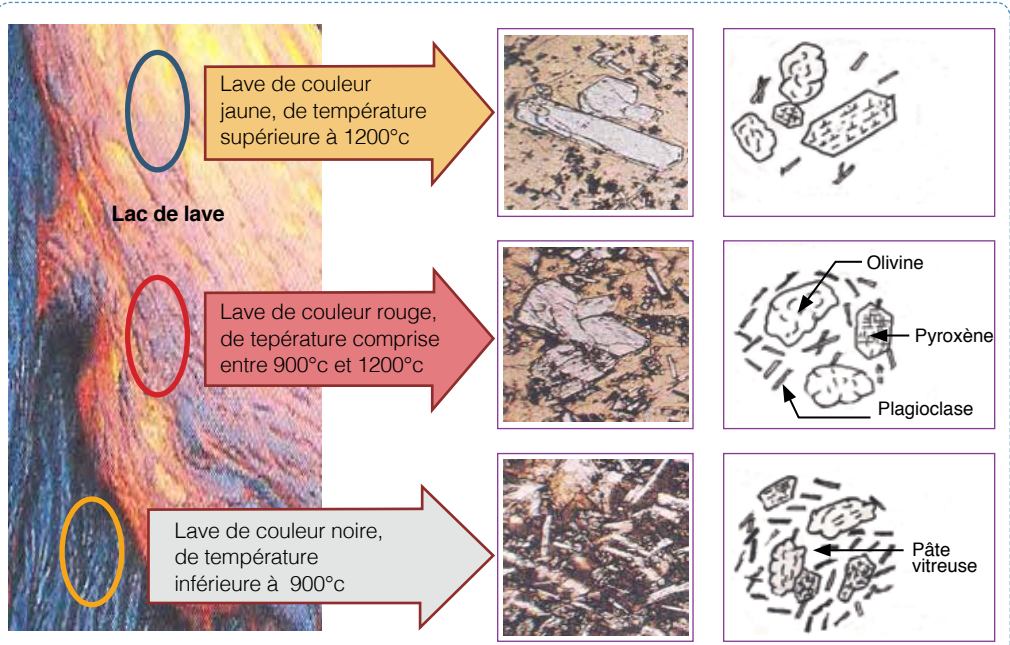 Lave de couleur
jaune, de température
supérieure à 1200°c
Lac de lave
Lave de couleur rouge,
de tepérature comprise
entre 900°c et 1200°c
Olivine
Pyroxène
Plagioclase
Lave de couleur noire,
de température
inférieure à 900°c
Pâte
vitreuse